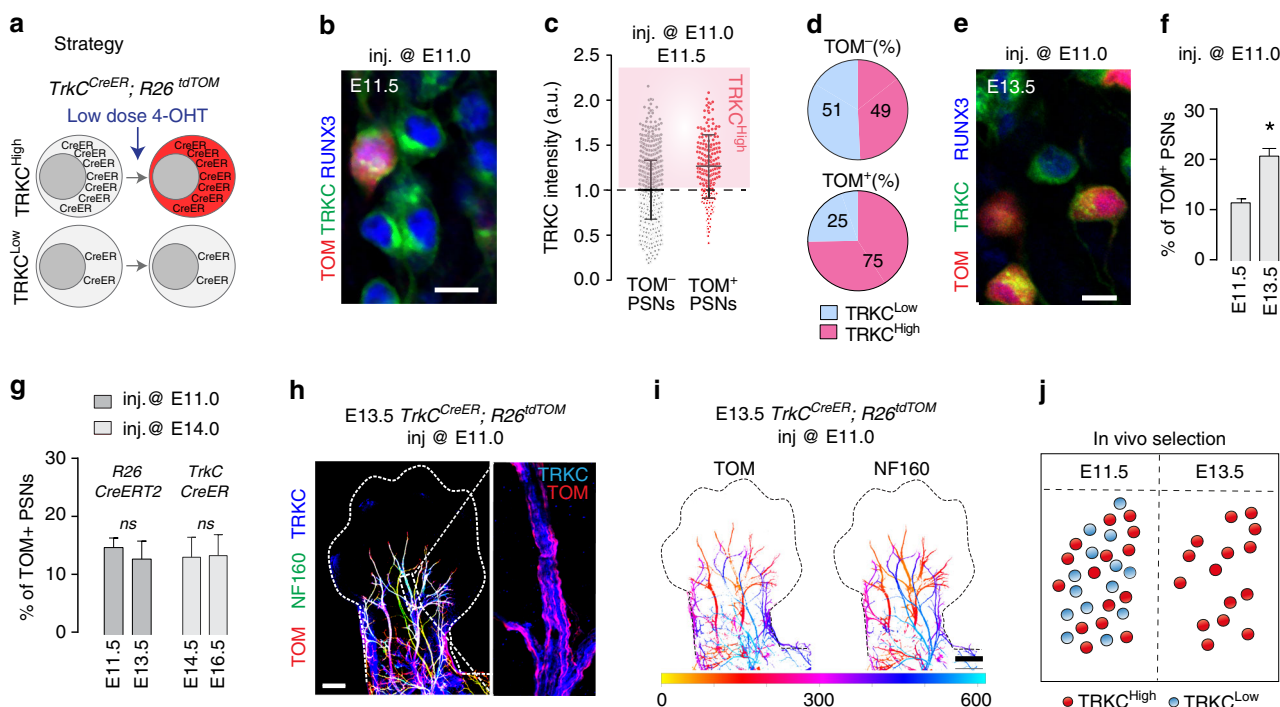 a
Strategy
TrkC^CreER; R26^tdTOM
Low dose 4-OHT
TRKC^High
CreER
CreER
CreER
CreER
CreER
CreER
CreER
CreER
CreER
CreER
CreER
CreER
CreER
CreER
TRKC^Low
CreER
CreER
CreER
CreER
b
inj. @ E11.0
E11.5
TOM TRKC RUNX3
c
inj. @ E11.0
E11.5
TRKC intensity (a.u.)
2.5
2.0
1.5
1.0
0.5
0.0
TRKC^High
TOM⁻ PSNs
TOM⁺ PSNs
d
TOM⁻(%)
51
49
TOM⁺(%)
25
75
TRKC^Low
TRKC^High
e
inj. @ E11.0
E13.5
TOM TRKC RUNX3
f
inj. @ E11.0
% of TOM⁺ PSNs
30
20
10
0
*
E11.5
E13.5
g
inj.@ E11.0
inj.@ E14.0
% of TOM+ PSNs
30
20
10
0
R26
CreERT2
TrkC
CreER
ns
ns
E11.5
E13.5
E14.5
E16.5
h
E13.5 TrkC^CreER; R26^tdTOM
inj @ E11.0
TOM NF160 TRKC
TRKC
TOM
i
E13.5 TrkC^CreER; R26^tdTOM
inj @ E11.0
TOM
NF160
0
300
600
j
In vivo selection
E11.5
E13.5
TRKC^High
TRKC^Low